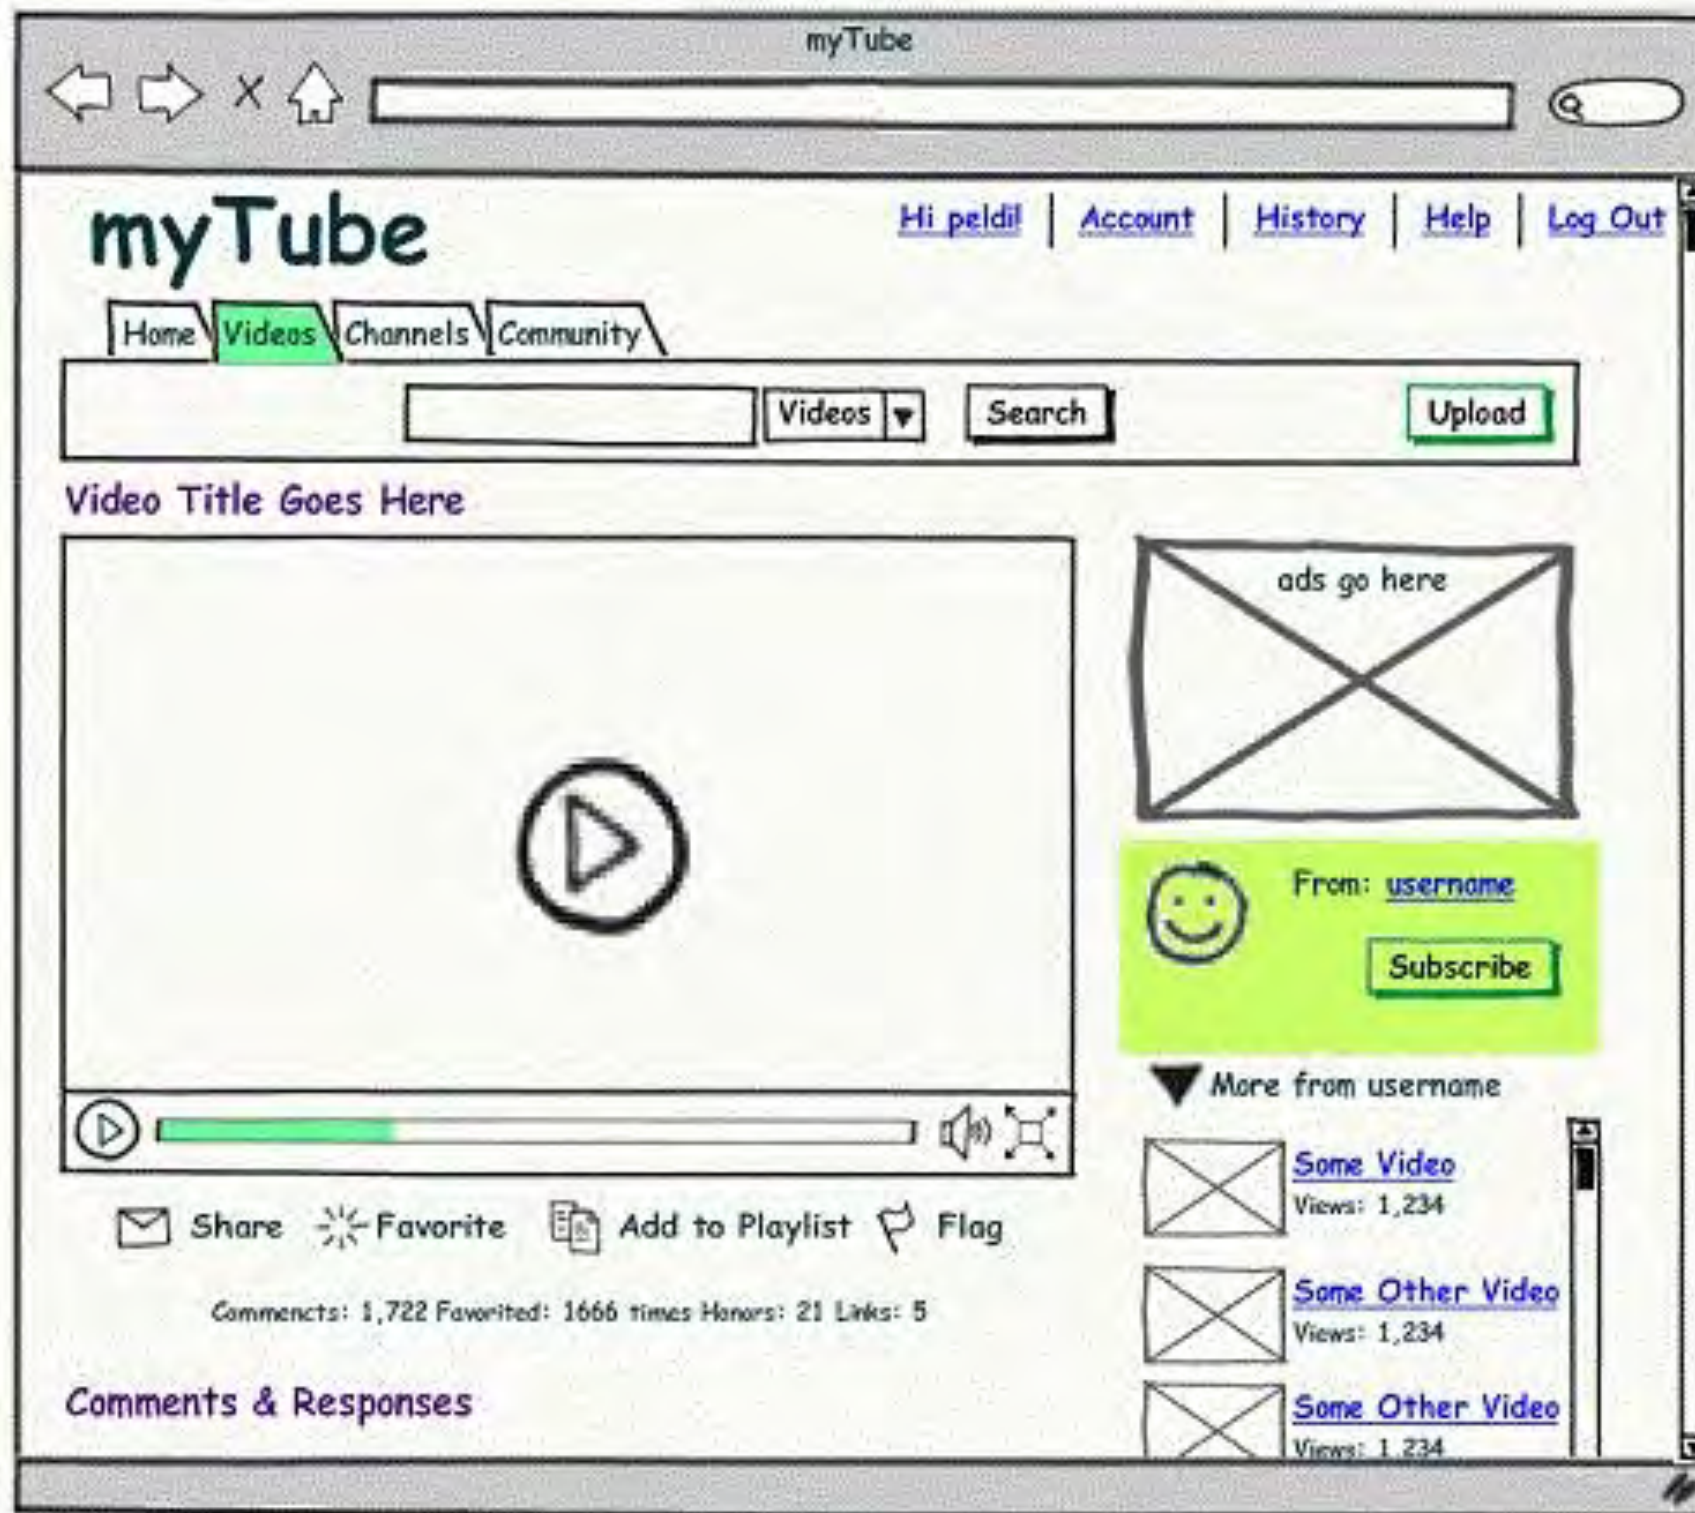 myTube
myTube
Hi peldi! Account History Help Log Out
Home Videos Channels Community
Videos Search Upload
Video Title Goes Here
ads go here
From: username
Subscribe
More from username
Some Video
Views: 1,234
Some Other Video
Views: 1,234
Some Other Video
Views: 1,234
Share Favorite Add to Playlist Flag
Commencts: 1,722 Favorited: 1666 times Honors: 21 Links: 5
Comments & Responses